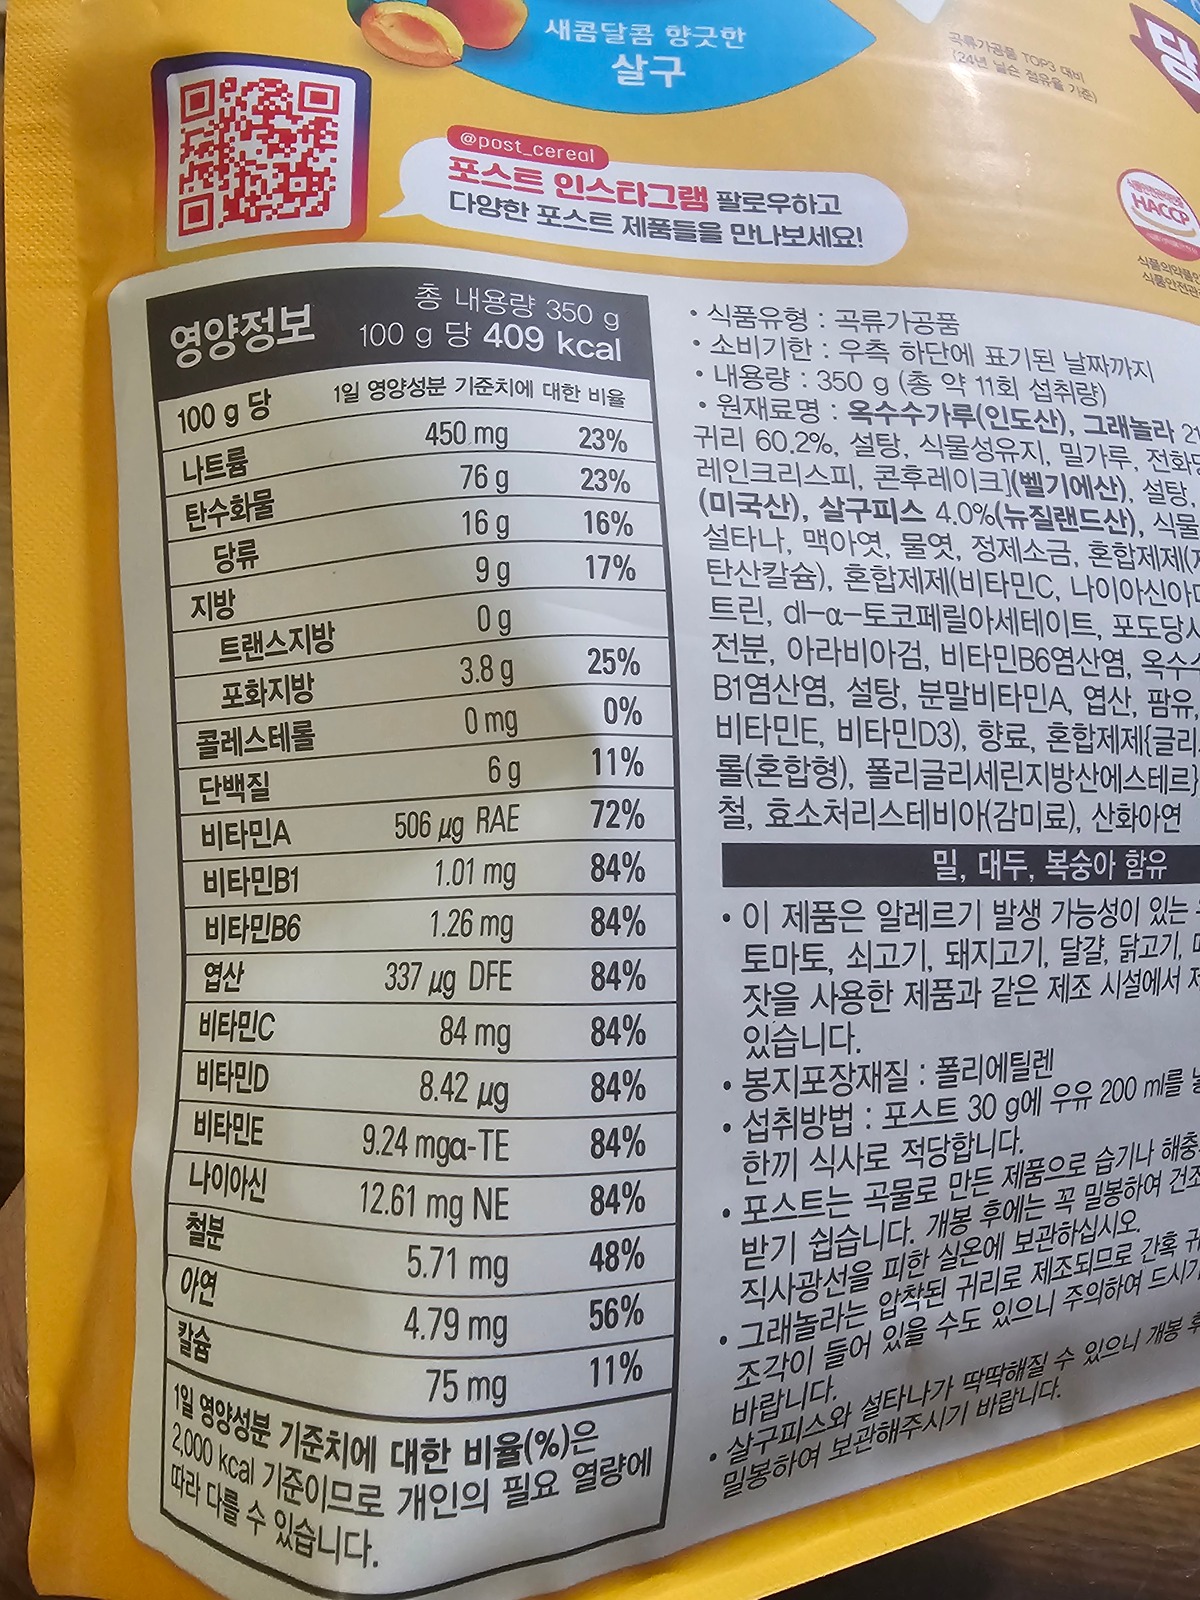 새콤달콤 향긋한
살구
곡류가공품 TOP3 대비
(24년 닐슨 점유율 기준)
당
@post_cereal
포스트 인스타그램 팔로우하고
다양한 포스트 제품들을 만나보세요!
HACCP
영양정보
총 내용량 350 g
100 g 당 409 kcal
100 g 당 1일 영양성분 기준치에 대한 비율
나트륨 450 mg 23%
탄수화물 76 g 23%
당류 16 g 16%
지방 9 g 17%
트랜스지방 0 g
포화지방 3.8 g 25%
콜레스테롤 0 mg 0%
단백질 6 g 11%
비타민A 506 μg RAE 72%
비타민B1 1.01 mg 84%
비타민B6 1.26 mg 84%
엽산 337 μg DFE 84%
비타민C 84 mg 84%
비타민D 8.42 μg 84%
비타민E 9.24 mgα-TE 84%
나이아신 12.61 mg NE 84%
철분 5.71 mg 48%
아연 4.79 mg 56%
칼슘 75 mg 11%
1일 영양성분 기준치에 대한 비율(%)은
2,000 kcal 기준이므로 개인의 필요 열량에
따라 다를 수 있습니다.
• 식품유형 : 곡류가공품
• 소비기한 : 우측 하단에 표기된 날짜까지
• 내용량 : 350 g (총 약 11회 섭취량)
• 원재료명 : 옥수수가루(인도산), 그래놀라
귀리 60.2%, 설탕, 식물성유지, 밀가루,
레인크리스피, 콘후레이크](벨기에산), 설탕,
(미국산), 살구피스 4.0%(뉴질랜드산),
설타나, 맥아엿, 물엿, 정제소금, 혼합제제
탄산칼슘), 혼합제제(비타민C,
트린, dl-α-토코페릴아세테이트,
전분, 아라비아검, 비타민B6염산염,
B1염산염, 설탕, 분말비타민A, 엽산, 팜유,
비타민E, 비타민D3), 향료, 혼합제제{글리
롤(혼합형), 폴리글리세린지방산에스테르}
철, 효소처리스테비아(감미료), 산화아연
밀, 대두, 복숭아 함유
• 이 제품은 알레르기 발생 가능성이 있는
토마토, 쇠고기, 돼지고기, 달걀, 닭고기,
잣을 사용한 제품과 같은 제조 시설에서
있습니다.
• 봉지포장재질 : 폴리에틸렌
• 섭취방법 : 포스트 30 g에 우유 200 ml를
한끼 식사로 적당합니다.
• 포스트는 곡물로 만든 제품으로 습기나 해충
받기 쉽습니다. 개봉 후에는 꼭 밀봉하여 건조
직사광선을 피한 실온에 보관하십시오.
• 그래놀라는 압착된 귀리로 제조되므로 간혹
조각이 들어 있을 수도 있으니 주의하여 드시기
바랍니다.
• 살구피스와 설타나가 딱딱해질 수 있으니 개봉
밀봉하여 보관해주시기 바랍니다.